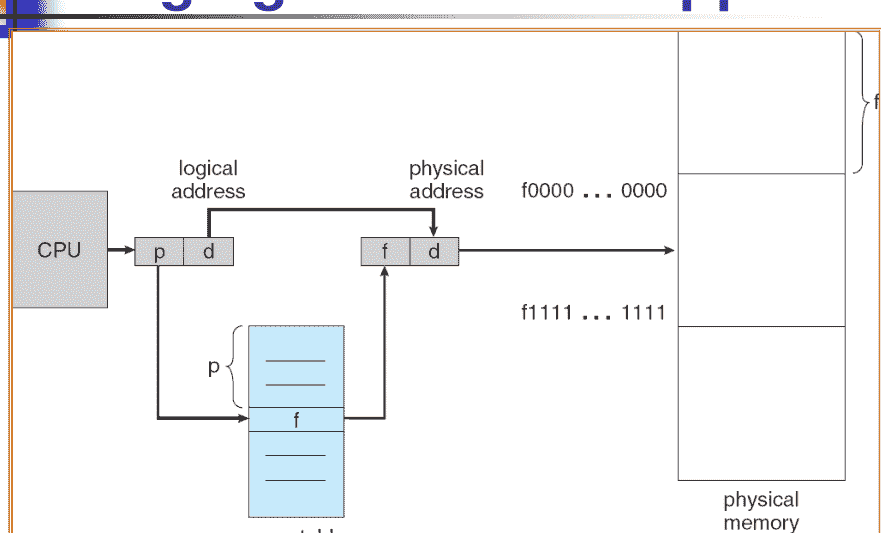 logical
address
physical
address
f0000 ... 0000
f
CPU
p
d
f
d
f1111 ... 1111
p
f
physical
memory